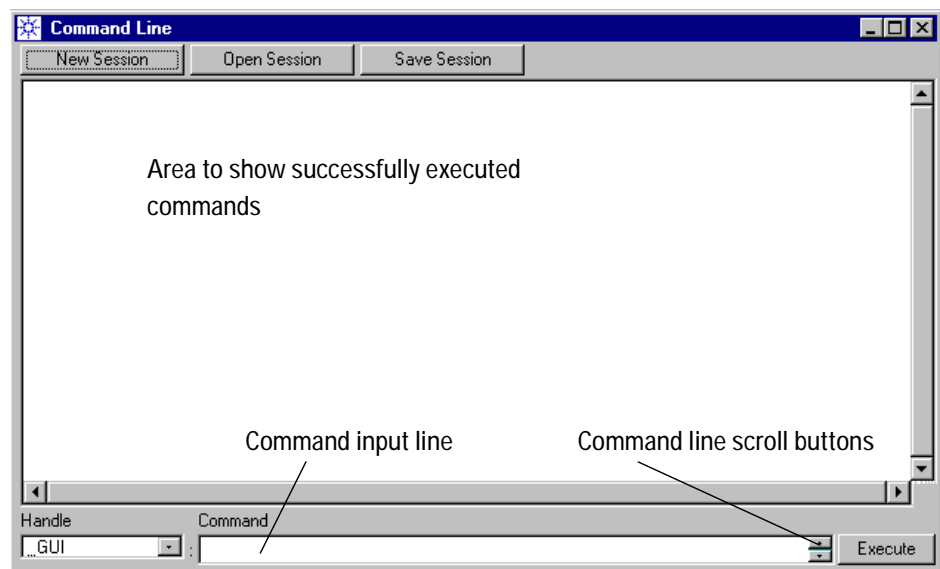 Command Line
New Session Open Session Save Session
Area to show successfully executed
commands
Command input line Command line scroll buttons
Handle Command
_GUI : Execute